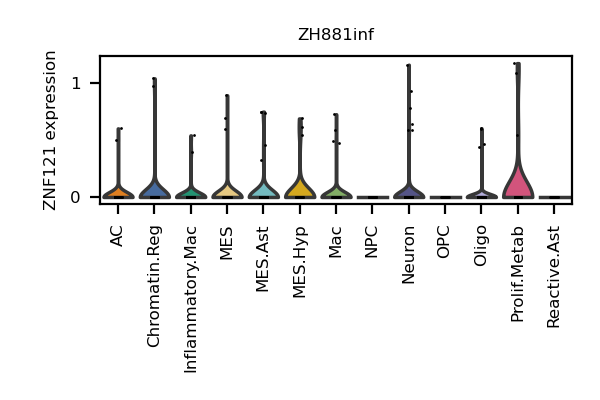 ZH881inf
ZNF121 expression
1
0
AC
Chromatin.Reg
Inflammatory.Mac
MES
MES.Ast
MES.Hyp
Mac
NPC
Neuron
OPC
Oligo
Prolif.Metab
Reactive.Ast